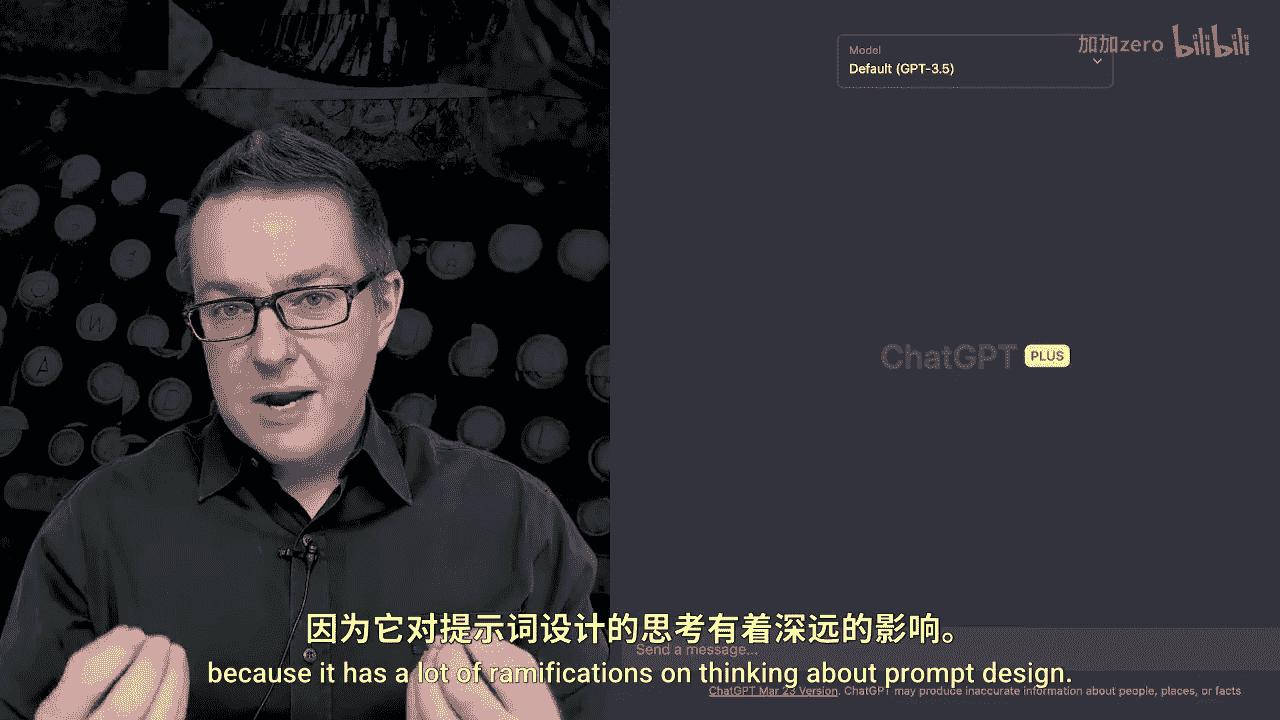 加加zero bilibili
Model
Default (GPT-3.5)
ChatGPT PLUS
因为它对提示词设计的思考有着深远的影响。
Send a message...
because it has a lot of ramifications on thinking about prompt design.
ChatGPT Mar 23 Version. ChatGPT may produce inaccurate information about people, places, or facts